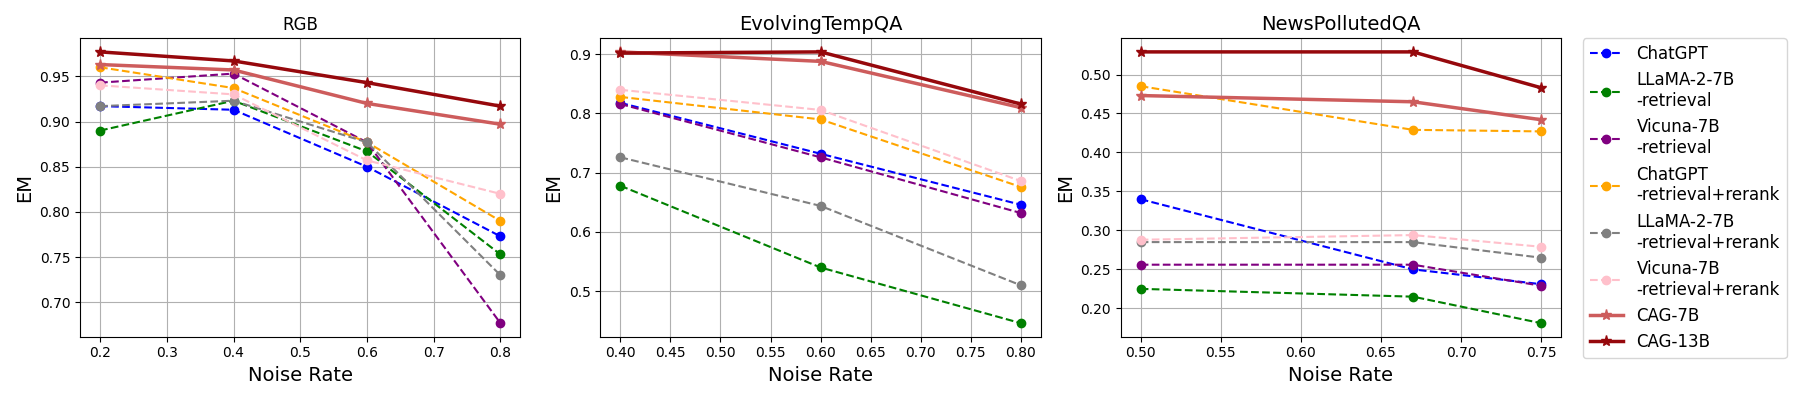 RGB
0.95
0.90
0.85
0.80
0.75
0.70
EM
0.2 0.3 0.4 0.5 0.6 0.7 0.8
Noise Rate
EvolvingTempQA
0.9
0.8
0.7
0.6
0.5
EM
0.40 0.45 0.50 0.55 0.60 0.65 0.70 0.75 0.80
Noise Rate
NewsPollutedQA
0.50
0.45
0.40
0.35
0.30
0.25
0.20
EM
0.50 0.55 0.60 0.65 0.70 0.75
Noise Rate
ChatGPT
LLaMA-2-7B
-retrieval
Vicuna-7B
-retrieval
ChatGPT
-retrieval+rerank
LLaMA-2-7B
-retrieval+rerank
Vicuna-7B
-retrieval+rerank
CAG-7B
CAG-13B